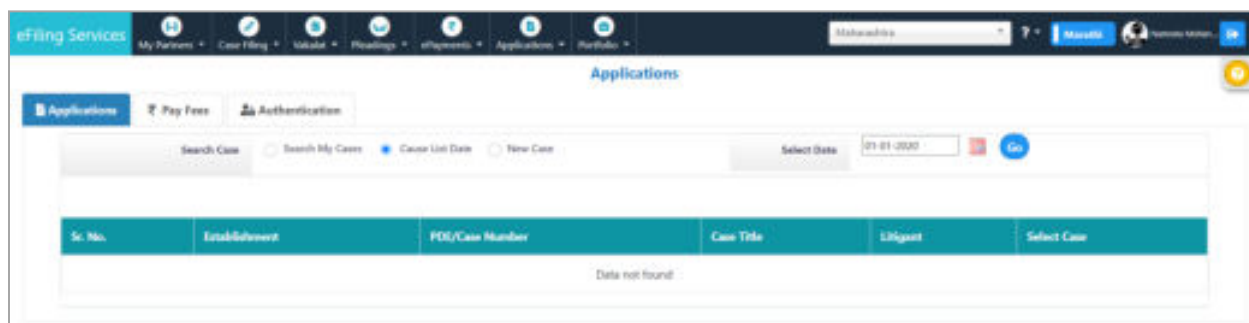 eFiling Services
My Partners Case Filing Vakalat Pleadings ePayments Applications Portfolio Maharashtra ? Marathi
Applications
Applications ₹ Pay Fees Authentication
Search Case Search My Cases Cause List Date New Case Select Date 01-01-2020 Go
Sr. No. Establishment PDE/Case Number Case Title Litigant Select Case
Data not found